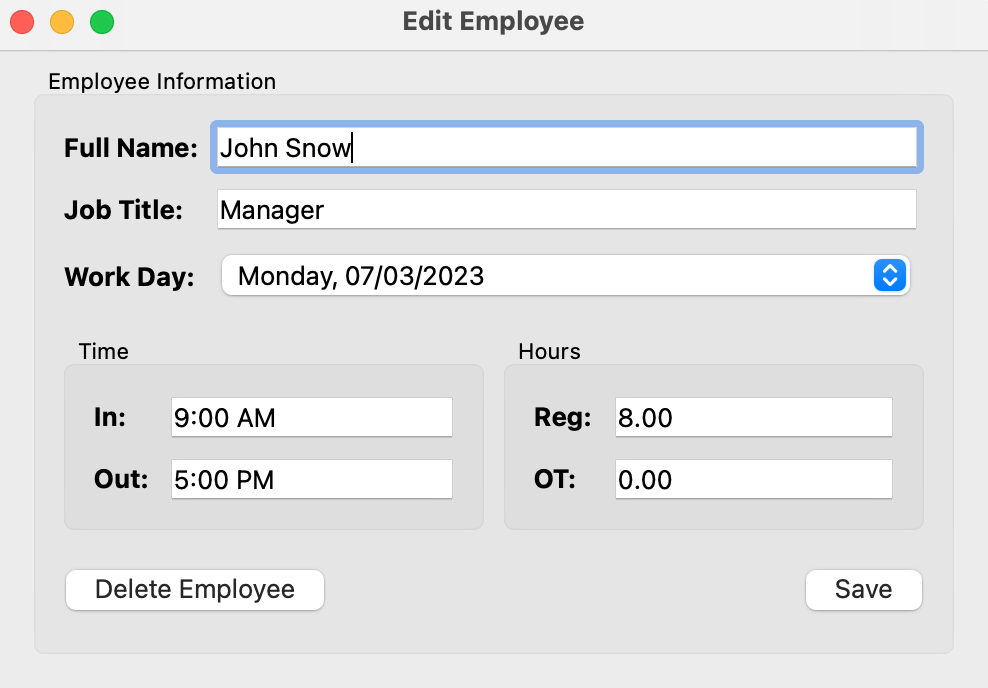 Edit Employee
Employee Information
Full Name: John Snow
Job Title: Manager
Work Day: Monday, 07/03/2023
Time
In: 9:00 AM
Out: 5:00 PM
Hours
Reg: 8.00
OT: 0.00
Delete Employee
Save